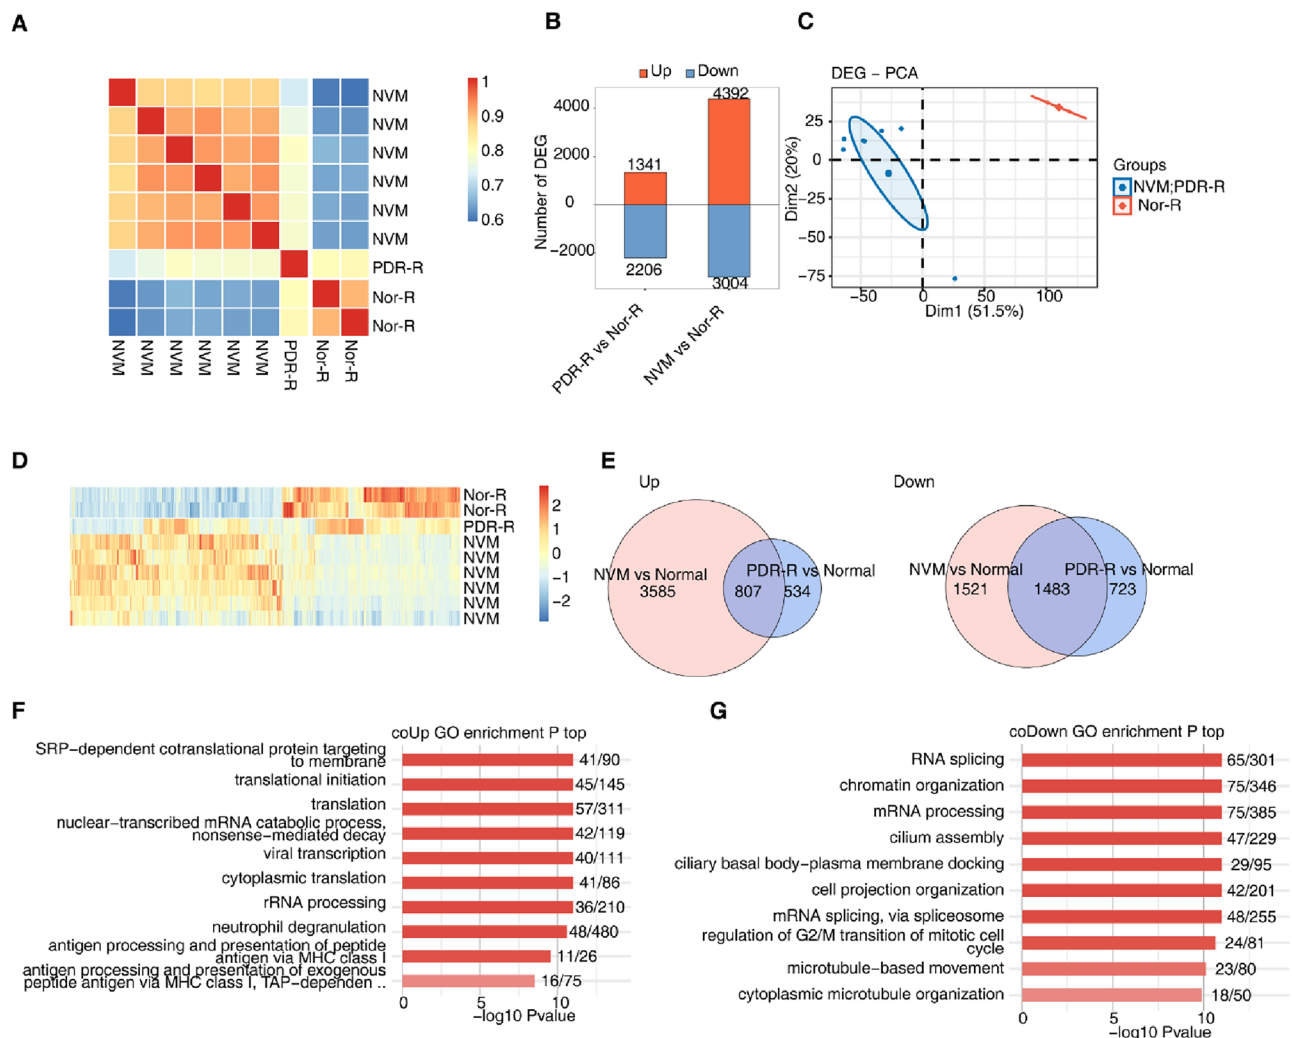 A
NVM
NVM
NVM
NVM
NVM
NVM
PDR-R
Nor-R
Nor-R
NVM
NVM
NVM
NVM
NVM
NVM
PDR-R
Nor-R
Nor-R
1
0.9
0.8
0.7
0.6
B
Up Down
4392
1341
2206
3004
4000
2000
0
−2000
Number of DEG
PDR-R vs Nor-R
NVM vs Nor-R
C
DEG − PCA
25
0
−25
−50
−75
Dim2 (20%)
−50 0 50 100
Dim1 (51.5%)
Groups
NVM;PDR-R
Nor-R
D
Nor-R
Nor-R
PDR-R
NVM
NVM
NVM
NVM
NVM
NVM
2
1
0
−1
−2
E
Up
NVM vs Normal
PDR-R vs Normal
3585
807
534
Down
NVM vs Normal
PDR-R vs Normal
1521
1483
723
F
coUp GO enrichment P top
SRP−dependent cotranslational protein targeting
to membrane
41/90
translational initiation
45/145
translation
57/311
nuclear−transcribed mRNA catabolic process,
nonsense−mediated decay
42/119
viral transcription
40/111
cytoplasmic translation
41/86
rRNA processing
36/210
neutrophil degranulation
48/480
antigen processing and presentation of peptide
antigen via MHC class I
11/26
antigen processing and presentation of exogenous
peptide antigen via MHC class I, TAP−dependen ..
16/75
0 5 10
−log10 Pvalue
G
coDown GO enrichment P top
RNA splicing
65/301
chromatin organization
75/346
mRNA processing
75/385
cilium assembly
47/229
ciliary basal body−plasma membrane docking
29/95
cell projection organization
42/201
mRNA splicing, via spliceosome
48/255
regulation of G2/M transition of mitotic cell
cycle
24/81
microtubule−based movement
23/80
cytoplasmic microtubule organization
18/50
0 5 10
−log10 Pvalue